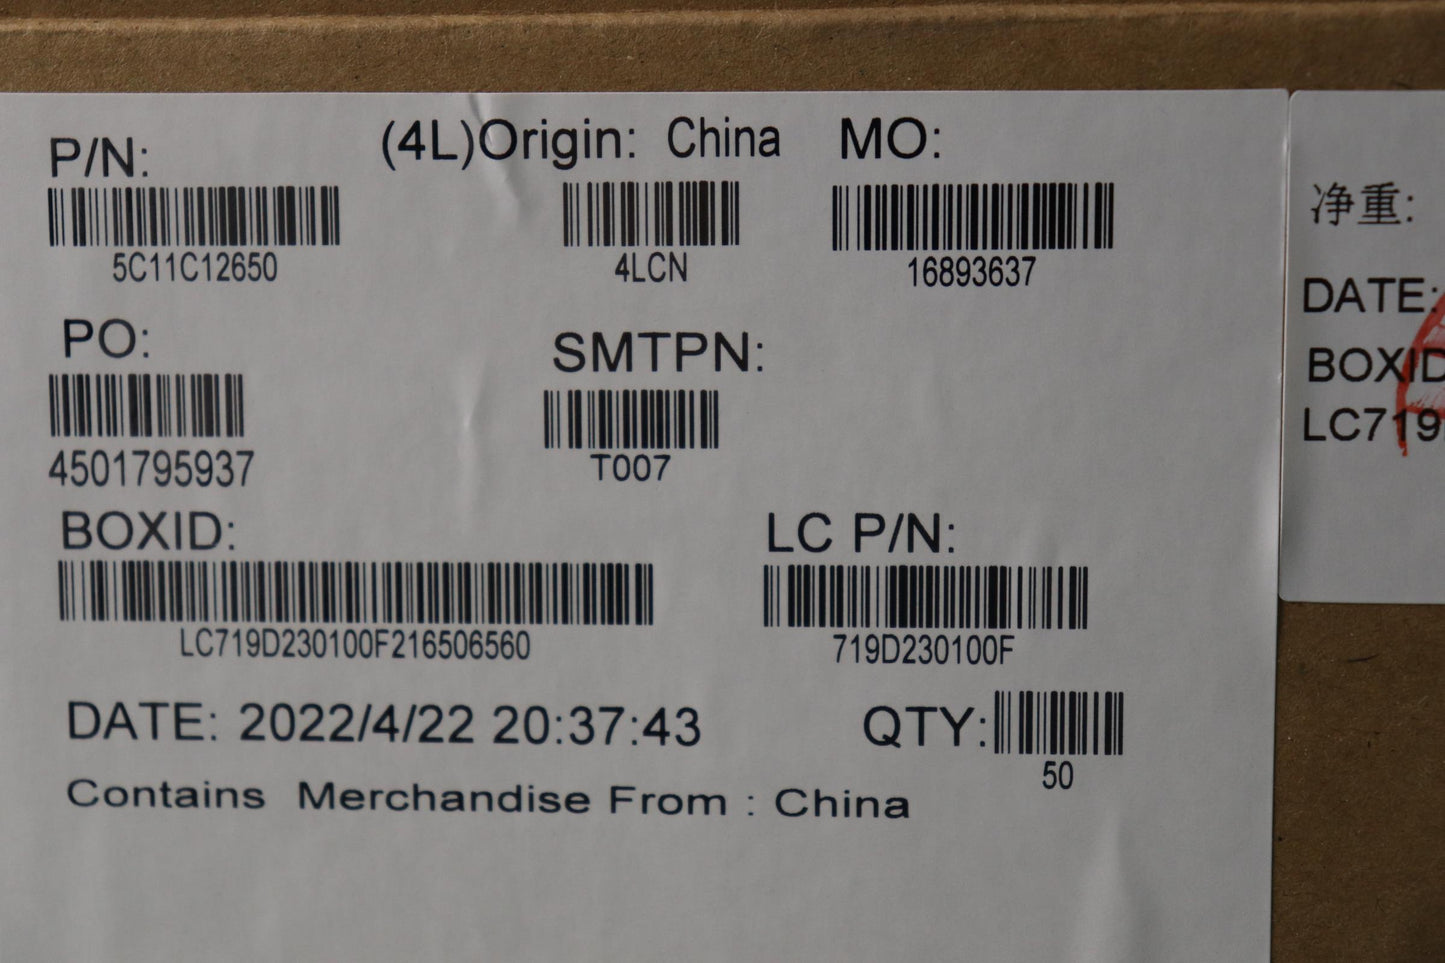 P/N: (4L)Origin: China MO:
5C11C12650 4LCN 16893637
PO: SMTPN:
4501795937 T007
BOXID: LC P/N:
LC719D230100F216506560 719D230100F
DATE: 2022/4/22 20:37:43 QTY:
50
Contains Merchandise From : China
净重:
DATE:
BOXID
LC719